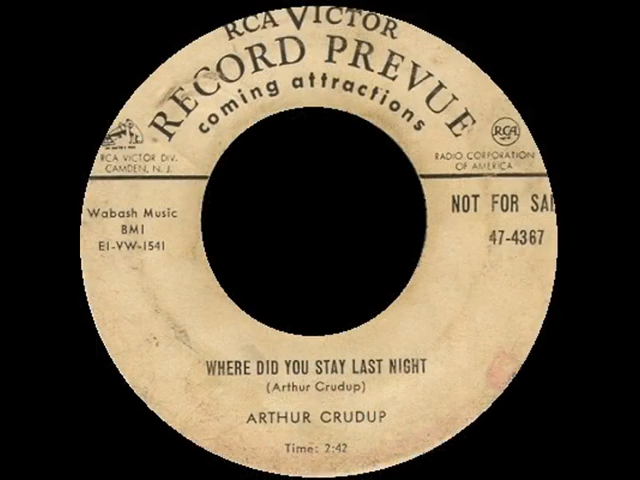 RCA VICTOR
RECORD PREVUE
coming attractions
RCA VICTOR DIV.
CAMDEN, N. J.
RCA
RADIO CORPORATION
OF AMERICA
Wabash Music
BMI
E1-VW-1541
NOT FOR SAL
47-4367
WHERE DID YOU STAY LAST NIGHT
(Arthur Crudup)
ARTHUR CRUDUP
Time: 2:42